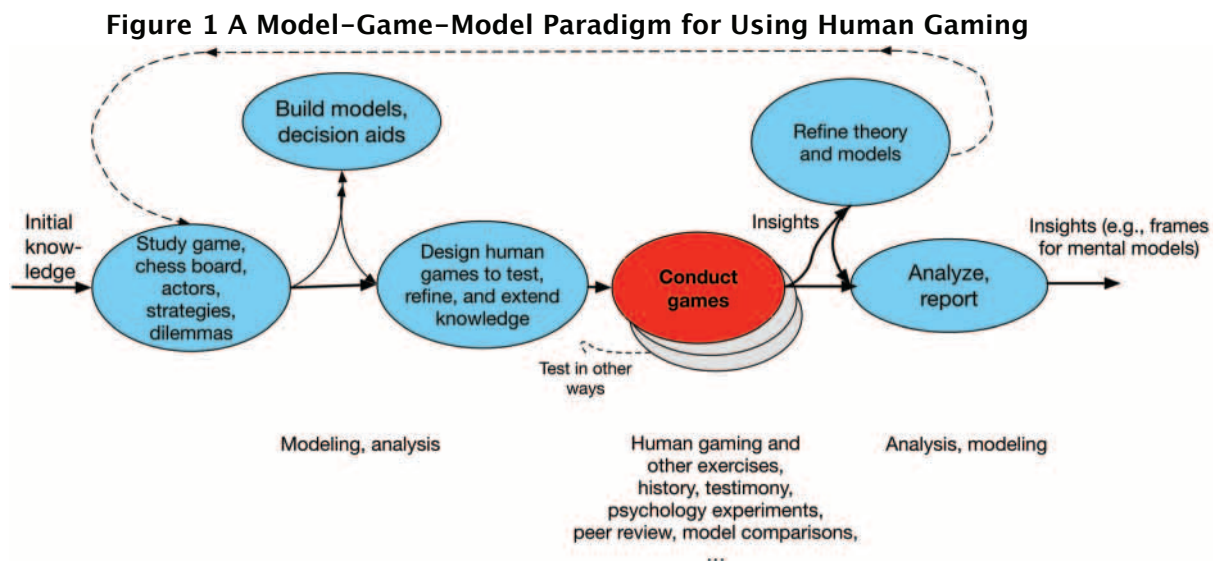 Figure 1 A Model-Game-Model Paradigm for Using Human Gaming
Build models,
decision aids
Refine theory
and models
Initial
know-
ledge
Study game,
chess board,
actors,
strategies,
dilemmas
Design human
games to test,
refine, and extend
knowledge
Conduct
games
Insights
Analyze,
report
Insights (e.g., frames
for mental models)
Test in other
ways
Modeling, analysis
Human gaming and
other exercises,
history, testimony,
psychology experiments,
peer review, model comparisons,
...
Analysis, modeling